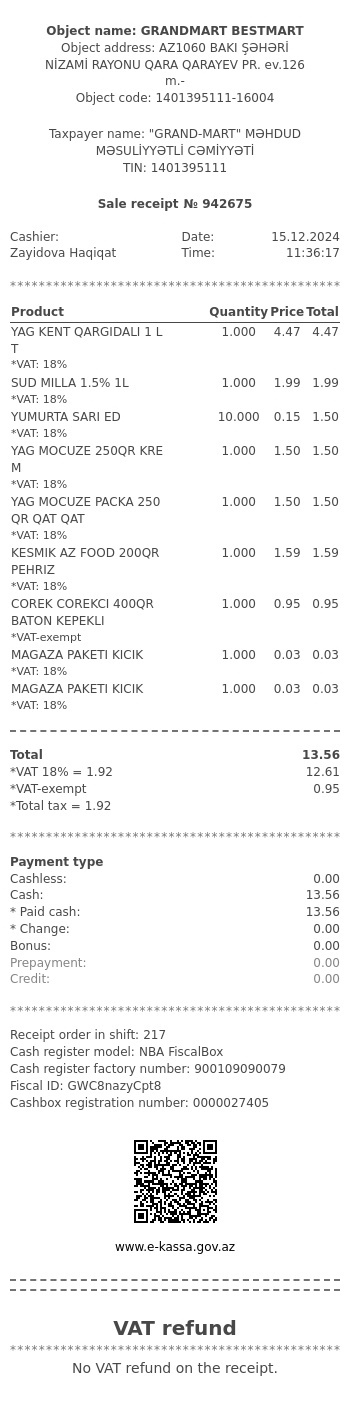 Object name: GRANDMART BESTMART
Object address: AZ1060 BAKI ŞƏHƏRİ
NİZAMİ RAYONU QARA QARAYEV PR. ev.126
m.-
Object code: 1401395111-16004
Taxpayer name: "GRAND-MART" MƏHDUD
MƏSULİYYƏTLİ CƏMİYYƏTİ
TIN: 1401395111
Sale receipt № 942675
Cashier: Date: 15.12.2024
Zayidova Haqiqat Time: 11:36:17
**********************************************
Product Quantity Price Total
YAG KENT QARGIDALI 1 L 1.000 4.47 4.47
T
*VAT: 18%
SUD MILLA 1.5% 1L 1.000 1.99 1.99
*VAT: 18%
YUMURTA SARI ED 10.000 0.15 1.50
*VAT: 18%
YAG MOCUZE 250QR KRE 1.000 1.50 1.50
M
*VAT: 18%
YAG MOCUZE PACKA 250 1.000 1.50 1.50
QR QAT QAT
*VAT: 18%
KESMIK AZ FOOD 200QR 1.000 1.59 1.59
PEHRIZ
*VAT: 18%
COREK COREKCI 400QR 1.000 0.95 0.95
BATON KEPEKLI
*VAT-exempt
MAGAZA PAKETI KICIK 1.000 0.03 0.03
*VAT: 18%
MAGAZA PAKETI KICIK 1.000 0.03 0.03
*VAT: 18%
Total 13.56
*VAT 18% = 1.92 12.61
*VAT-exempt 0.95
*Total tax = 1.92
**********************************************
Payment type
Cashless: 0.00
Cash: 13.56
* Paid cash: 13.56
* Change: 0.00
Bonus: 0.00
Prepayment: 0.00
Credit: 0.00
**********************************************
Receipt order in shift: 217
Cash register model: NBA FiscalBox
Cash register factory number: 900109090079
Fiscal ID: GWC8nazyCpt8
Cashbox registration number: 0000027405
www.e-kassa.gov.az
VAT refund
**********************************************
No VAT refund on the receipt.